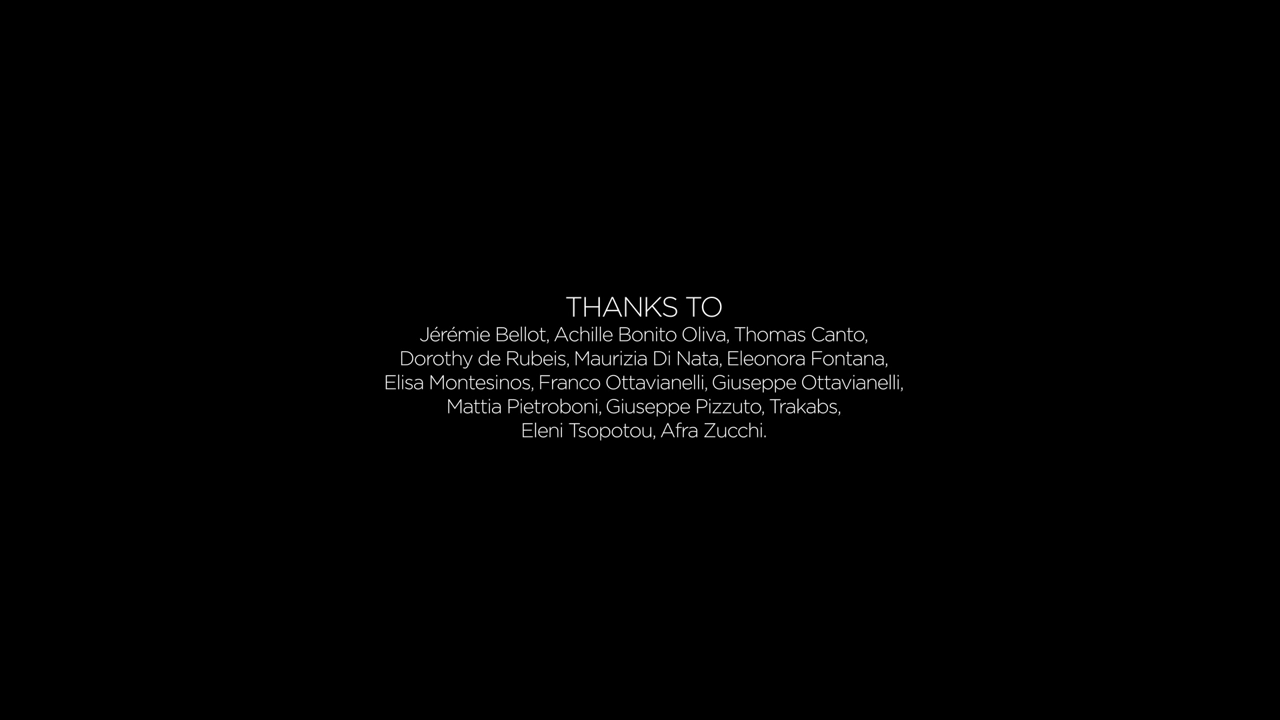 THANKS TO
Jérémie Bellot, Achille Bonito Oliva, Thomas Canto,
Dorothy de Rubeis, Maurizia Di Nata, Eleonora Fontana,
Elisa Montesinos, Franco Ottavianelli, Giuseppe Ottavianelli,
Mattia Pietroboni, Giuseppe Pizzuto, Trakabs,
Eleni Tsopotou, Afra Zucchi.